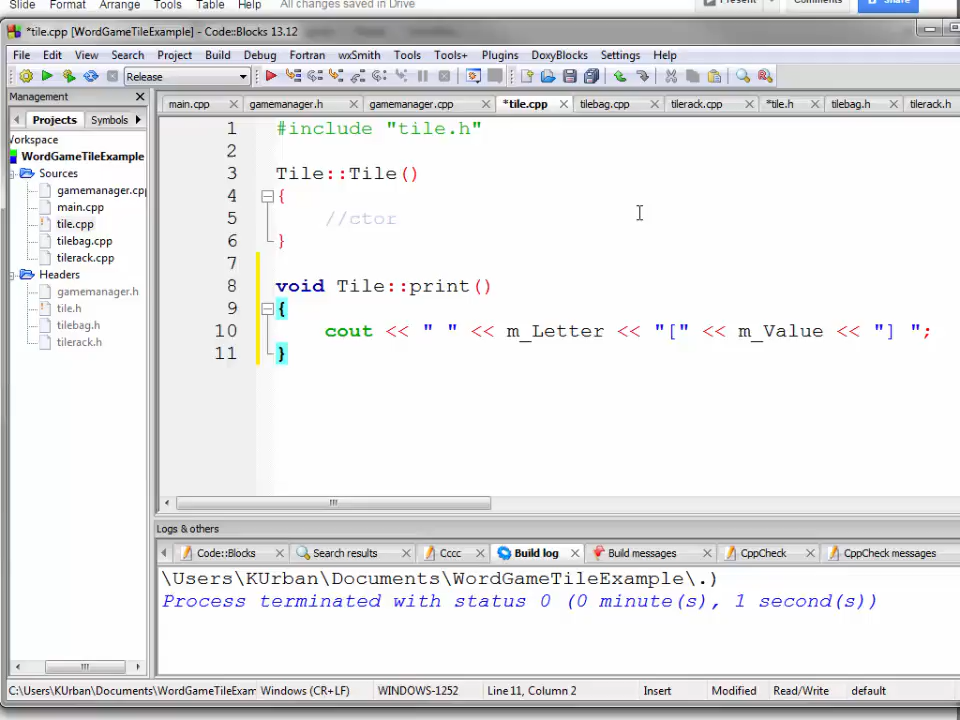 Slide Format Arrange Tools Table Help All changes saved in Drive Present Comments Share
*tile.cpp [WordGameTileExample] - Code::Blocks 13.12
File Edit View Search Project Build Debug Fortran wxSmith Tools Tools+ Plugins DoxyBlocks Settings Help
Release
Management
main.cpp gamemanager.h gamemanager.cpp *tile.cpp tilebag.cpp tilerack.cpp *tile.h tilebag.h tilerack.h
Projects Symbols
Workspace
WordGameTileExample
Sources
gamemanager.cpp
main.cpp
tile.cpp
tilebag.cpp
tilerack.cpp
Headers
gamemanager.h
tile.h
tilebag.h
tilerack.h
1 #include "tile.h"
2
3 Tile::Tile()
4 {
5 //ctor
6 }
7
8 void Tile::print()
9 {
10 cout << " " << m_Letter << "[" << m_Value << "] ";
11 }
Logs & others
Code::Blocks Search results Cccc Build log Build messages CppCheck CppCheck messages
\Users\KUrban\Documents\WordGameTileExample\.)
Process terminated with status 0 (0 minute(s), 1 second(s))
C:\Users\KUrban\Documents\WordGameTileExam Windows (CR+LF) WINDOWS-1252 Line 11, Column 2 Insert Modified Read/Write default